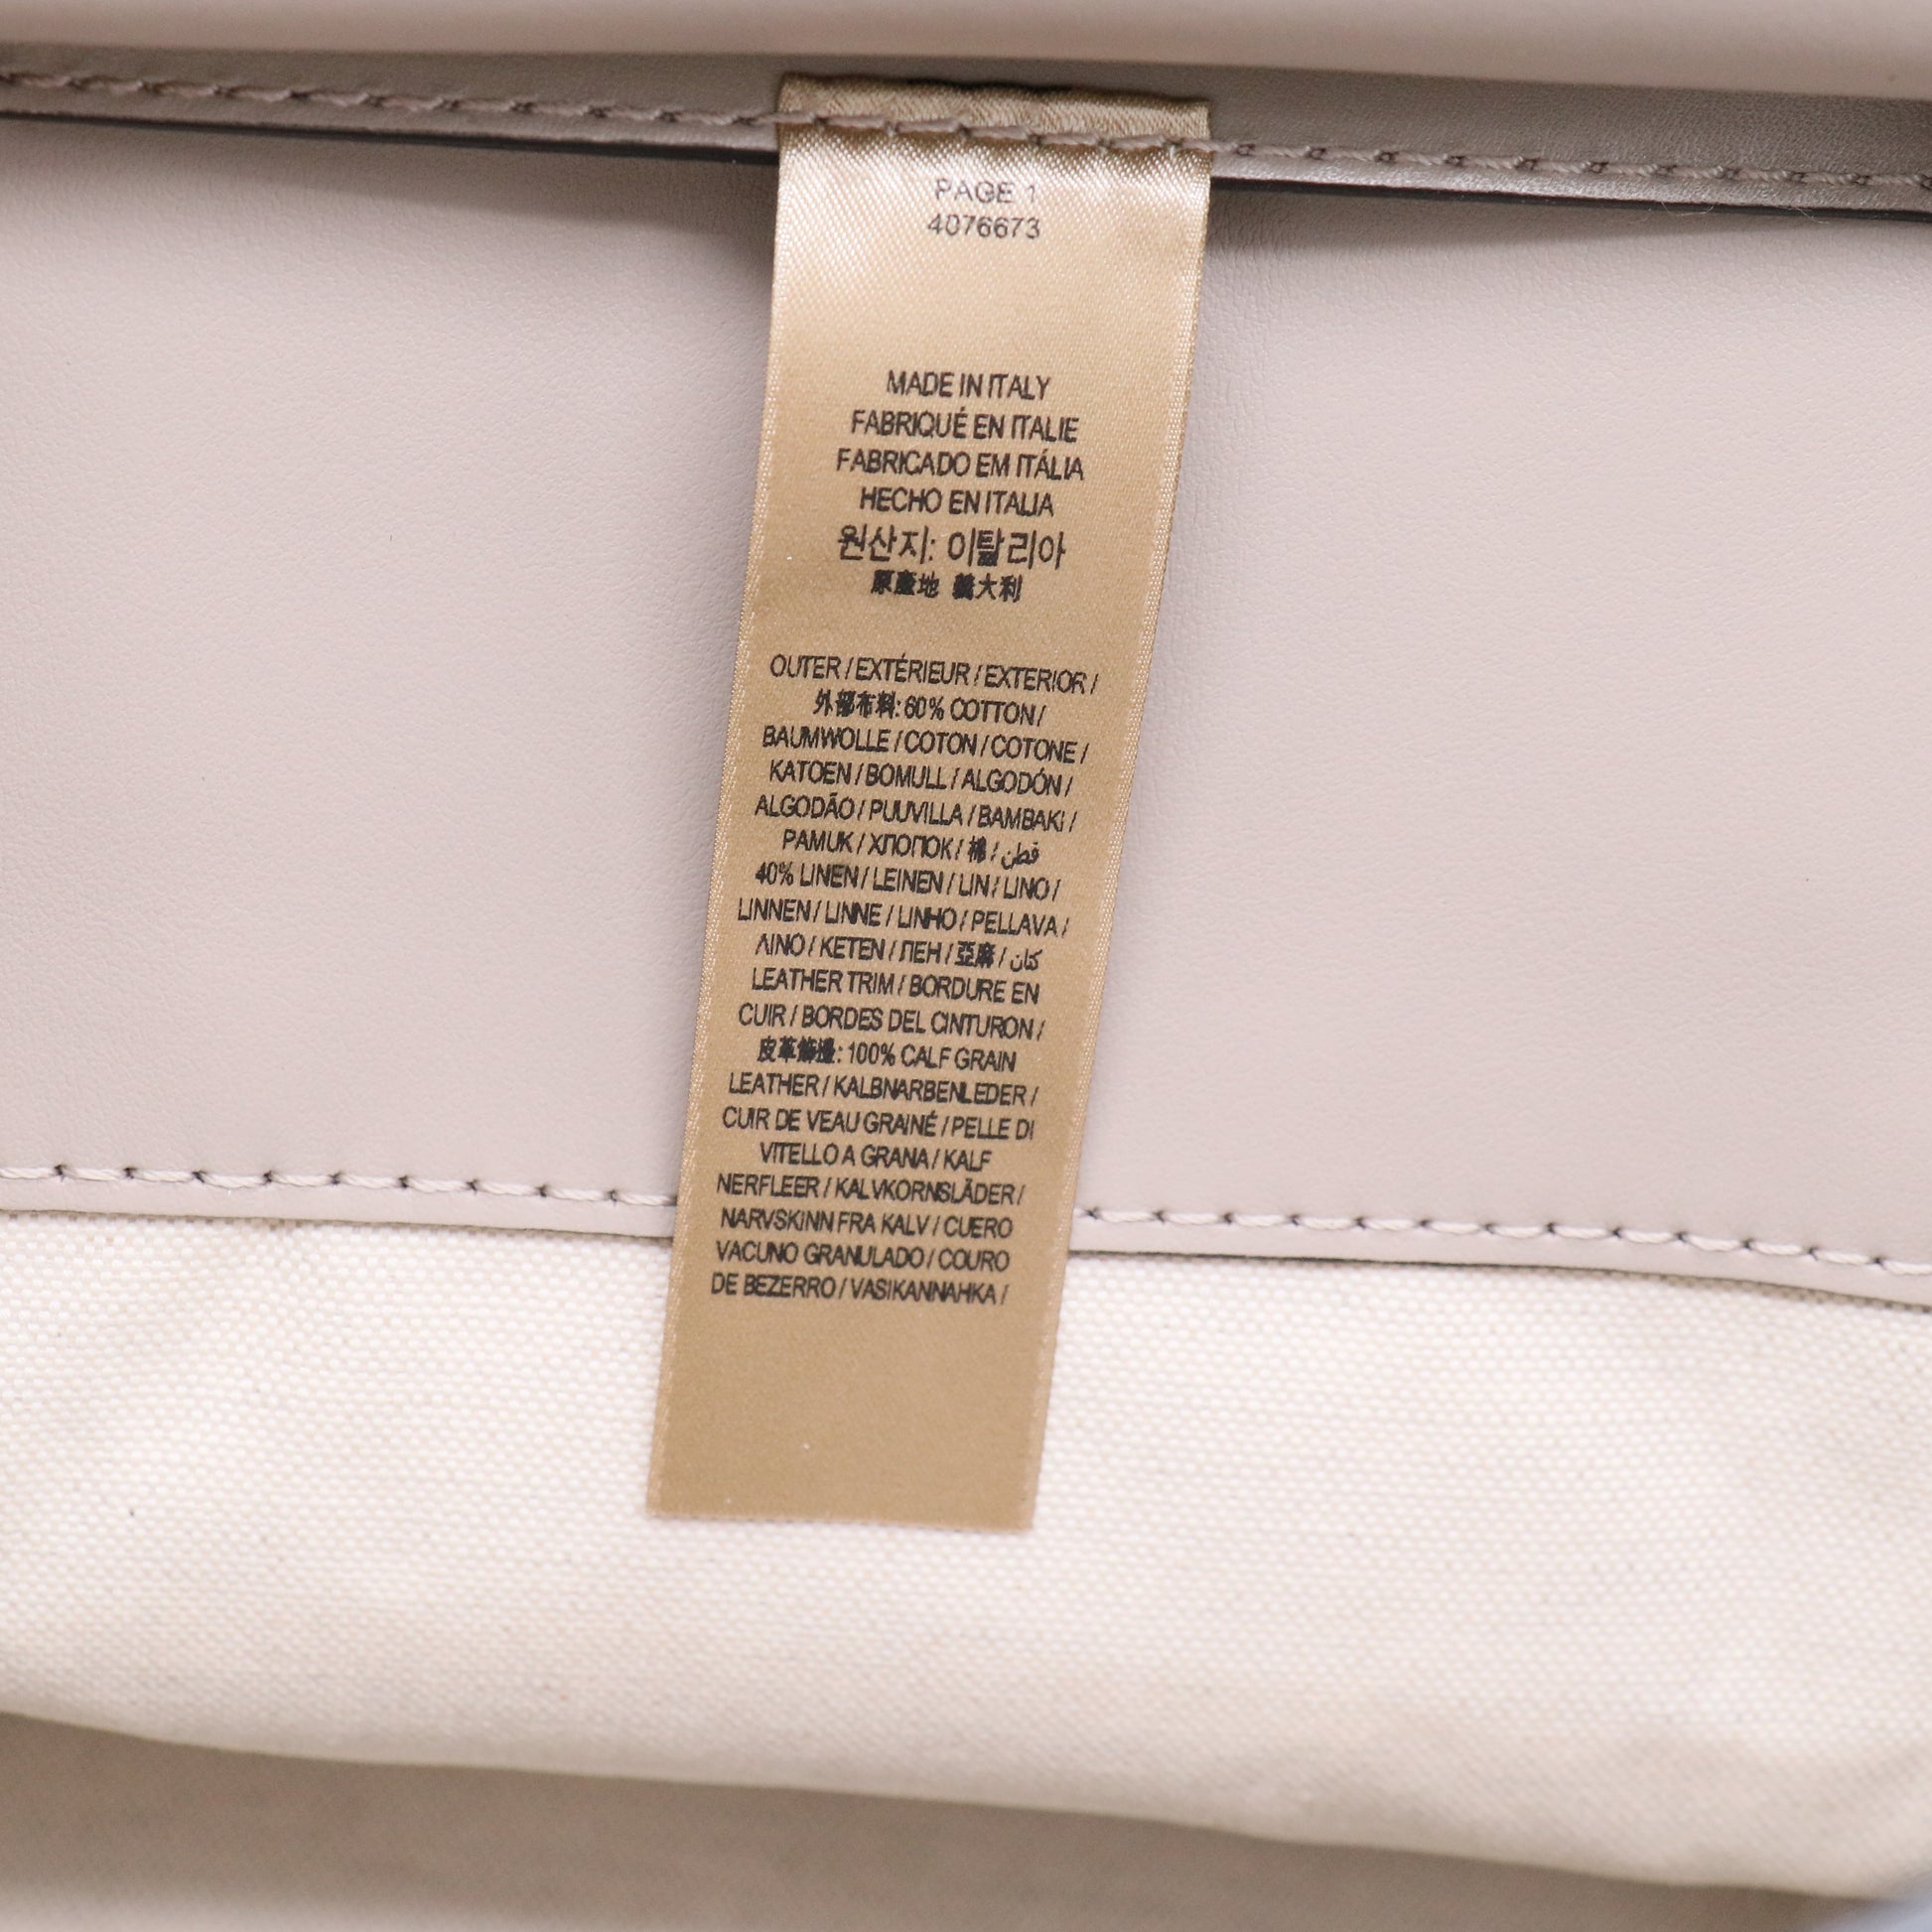 PAGE 1
4076673
MADE IN ITALY
FABRIQUÉ EN ITALIE
FABRICADO EM ITÁLIA
HECHO EN ITALIA
원산지: 이탈리아
原產地 義大利
OUTER / EXTÉRIEUR / EXTERIOR /
外部布料: 60% COTTON /
BAUMWOLLE / COTON / COTONE /
KATOEN / BOMULL / ALGODÓN /
ALGODÃO / PUUVILLA / BAMBAKI /
PAMUK / ХЛОПОК / 棉 / قطن
40% LINEN / LEINEN / LIN / LINO /
LINNEN / LINNE / LINHO / PELLAVA /
ΛΙΝΟ / KETEN / ЛЕН / 亞麻 / كتان
LEATHER TRIM / BORDURE EN
CUIR / BORDES DEL CINTURON /
皮革飾邊: 100% CALF GRAIN
LEATHER / KALBNARBENLEDER /
CUIR DE VEAU GRAINÉ / PELLE DI
VITELLO A GRANA / KALF
NERFLEER / KALVKORNSLÄDER /
NARVSKINN FRA KALV / CUERO
VACUNO GRANULADO / COURO
DE BEZERRO / VASIKANNAHKA /